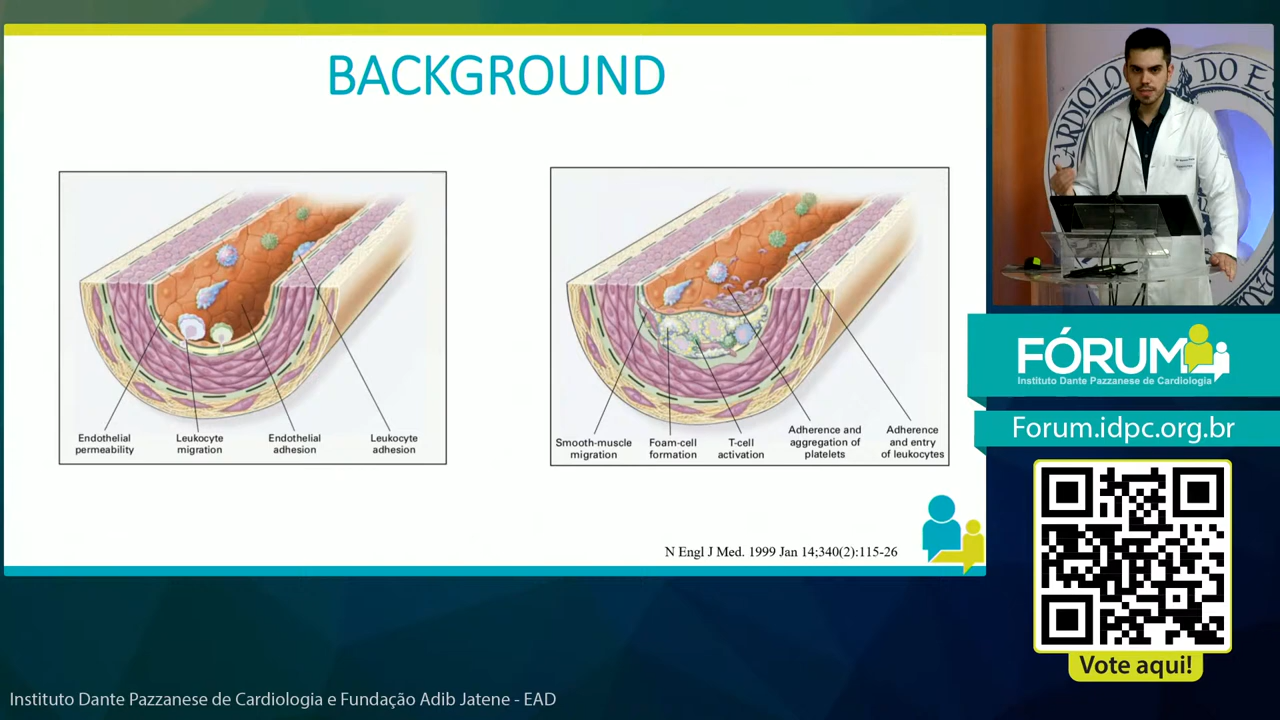 BACKGROUND
Endothelial
permeability
Leukocyte
migration
Endothelial
adhesion
Leukocyte
adhesion
Smooth-muscle
migration
Foam-cell
formation
T-cell
activation
Adherence and
aggregation of
platelets
Adherence
and entry
of leukocytes
N Engl J Med. 1999 Jan 14;340(2):115-26
CARDIOLO
DO ES
FÓRUM
Instituto Dante Pazzanese de Cardiologia
Forum.idpc.org.br
Vote aqui!
Instituto Dante Pazzanese de Cardiologia e Fundação Adib Jatene - EAD